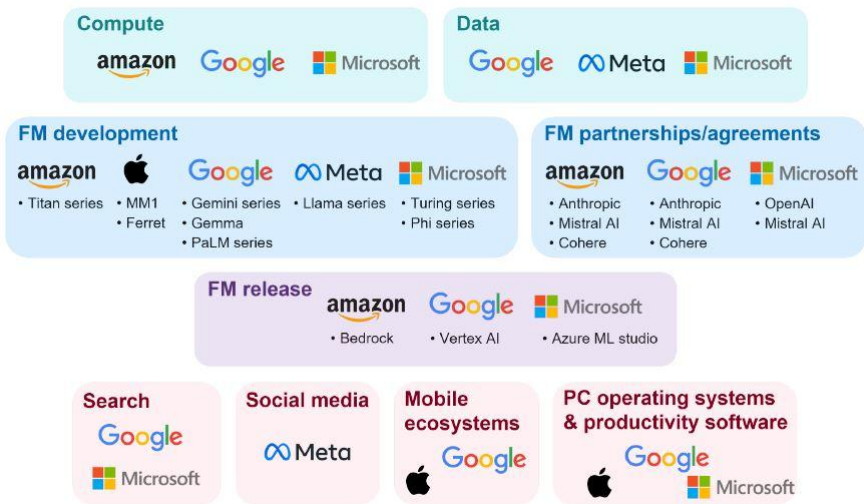 Compute
amazon Google Microsoft
Data
Google Meta Microsoft
FM development
amazon Google Meta Microsoft
• Titan series • MM1 • Gemini series • Llama series • Turing series
• Ferret • Gemma • Phi series
• PaLM series
FM partnerships/agreements
amazon Google Microsoft
• Anthropic • Anthropic • OpenAI
• Mistral AI • Mistral AI • Mistral AI
• Cohere • Cohere
FM release
amazon Google Microsoft
• Bedrock • Vertex AI • Azure ML studio
Search
Google
Microsoft
Social media
Meta
Mobile
ecosystems
Google
PC operating systems
& productivity software
Google
Microsoft